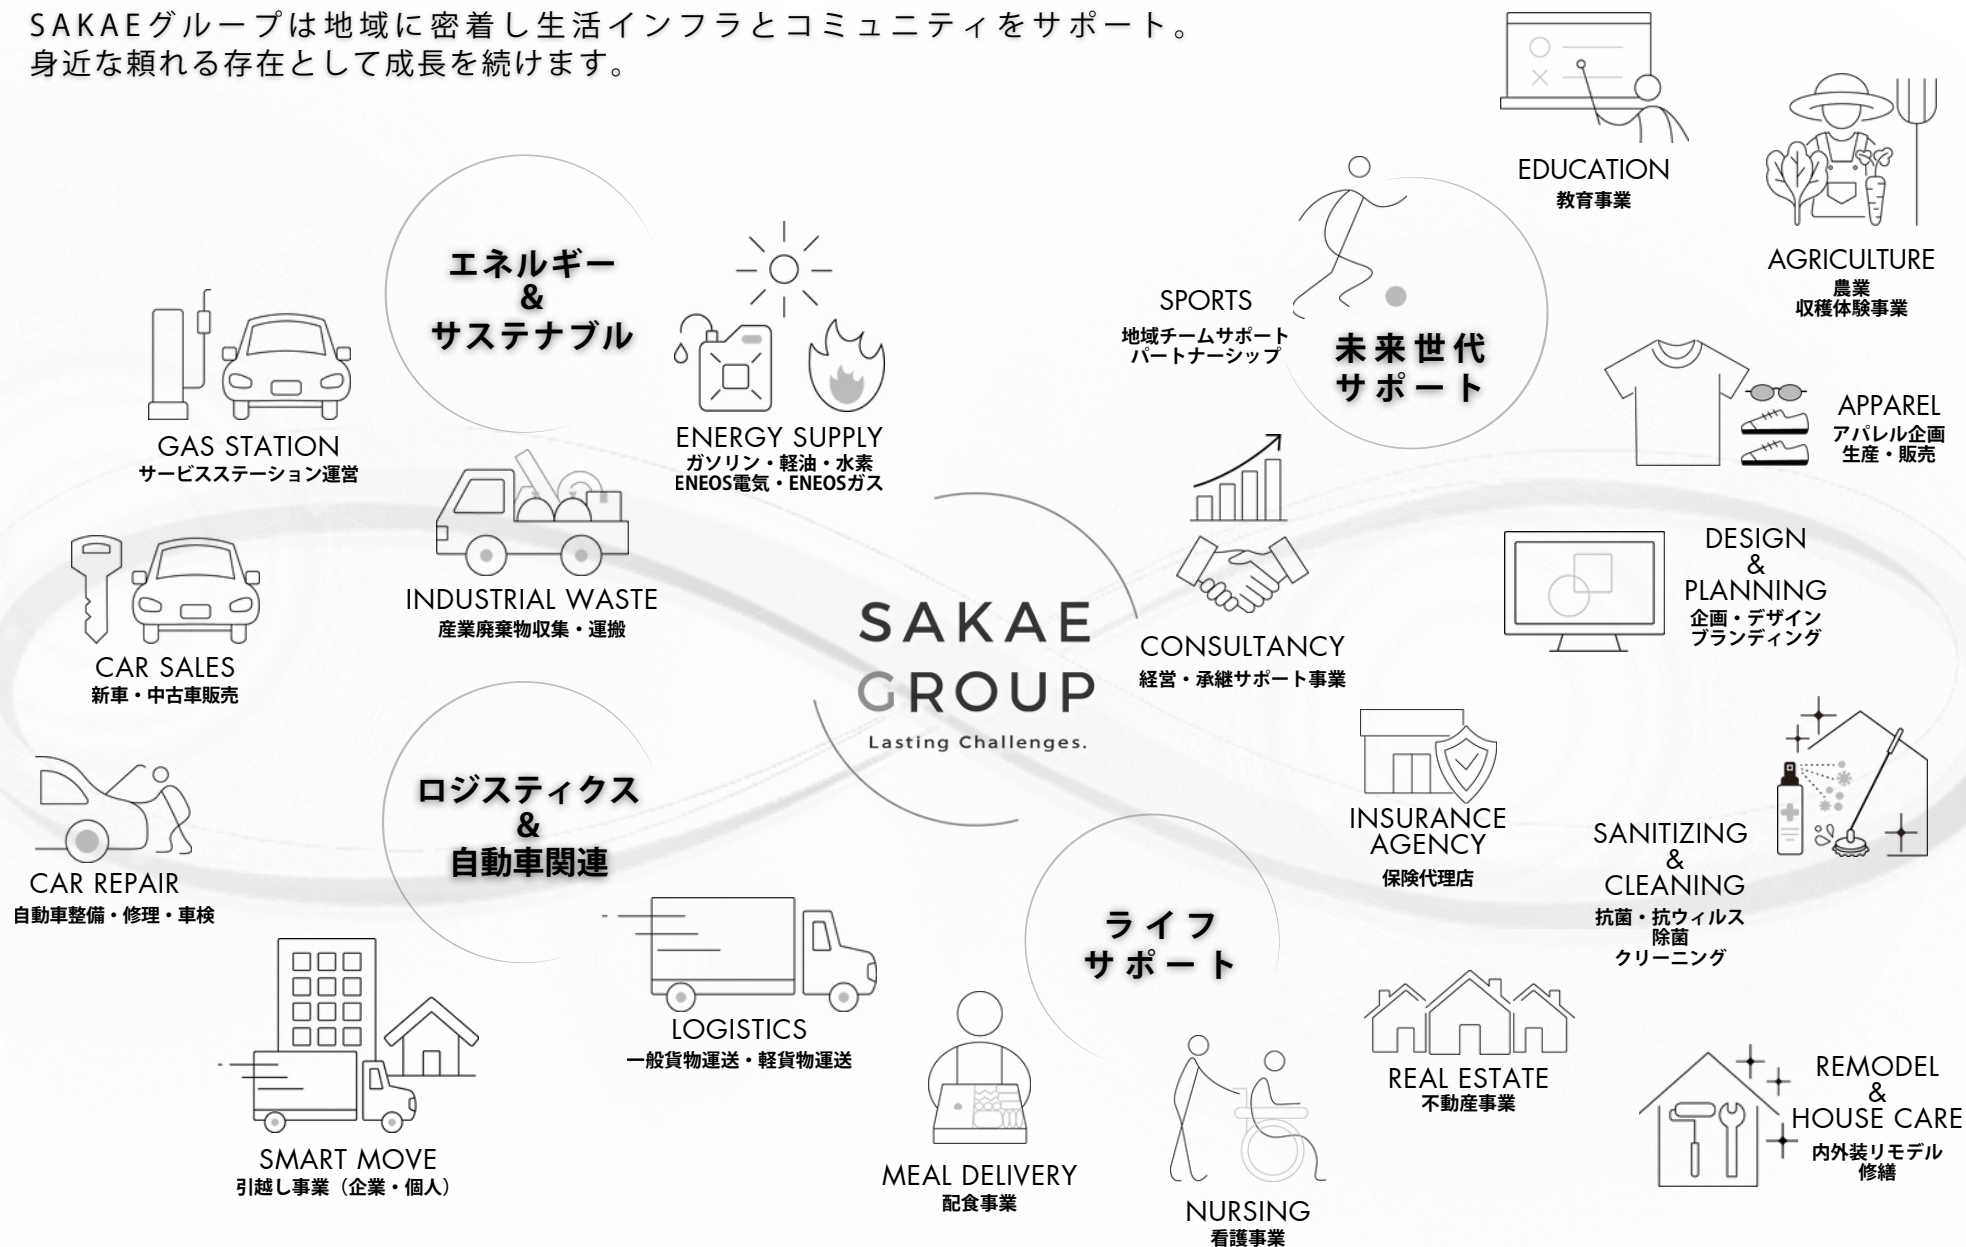 SAKAEグループは地域に密着し生活インフラとコミュニティをサポート。
身近な頼れる存在として成長を続けます。
エネルギー
&
サステナブル
GAS STATION
サービスステーション運営
ENERGY SUPPLY
ガソリン・軽油・水素
ENEOS電気・ENEOSガス
INDUSTRIAL WASTE
産業廃棄物収集・運搬
CAR SALES
新車・中古車販売
ロジスティクス
&
自動車関連
CAR REPAIR
自動車整備・修理・車検
LOGISTICS
一般貨物運送・軽貨物運送
SMART MOVE
引越し事業（企業・個人）
SAKAE
GROUP
Lasting Challenges.
未来世代
サポート
SPORTS
地域チームサポート
パートナーシップ
EDUCATION
教育事業
AGRICULTURE
農業
収穫体験事業
APPAREL
アパレル企画
生産・販売
CONSULTANCY
経営・承継サポート事業
DESIGN
&
PLANNING
企画・デザイン
ブランディング
ライフ
サポート
INSURANCE
AGENCY
保険代理店
SANITIZING
&
CLEANING
抗菌・抗ウィルス
除菌
クリーニング
MEAL DELIVERY
配食事業
NURSING
看護事業
REAL ESTATE
不動産事業
REMODEL
&
HOUSE CARE
内外装リモデル
修繕